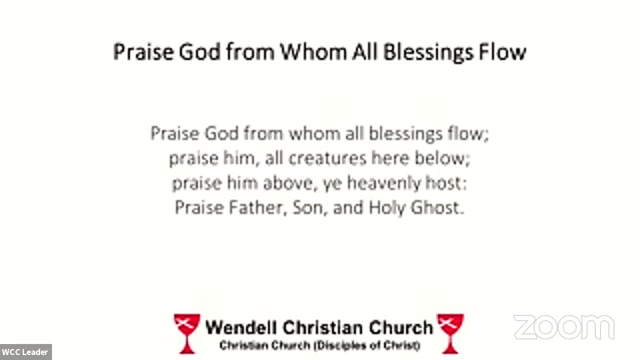 Praise God from Whom All Blessings Flow
Praise God from whom all blessings flow;
praise him, all creatures here below;
praise him above, ye heavenly host:
Praise Father, Son, and Holy Ghost.
Wendell Christian Church
Christian Church (Disciples of Christ)
zoom
WCC Leader